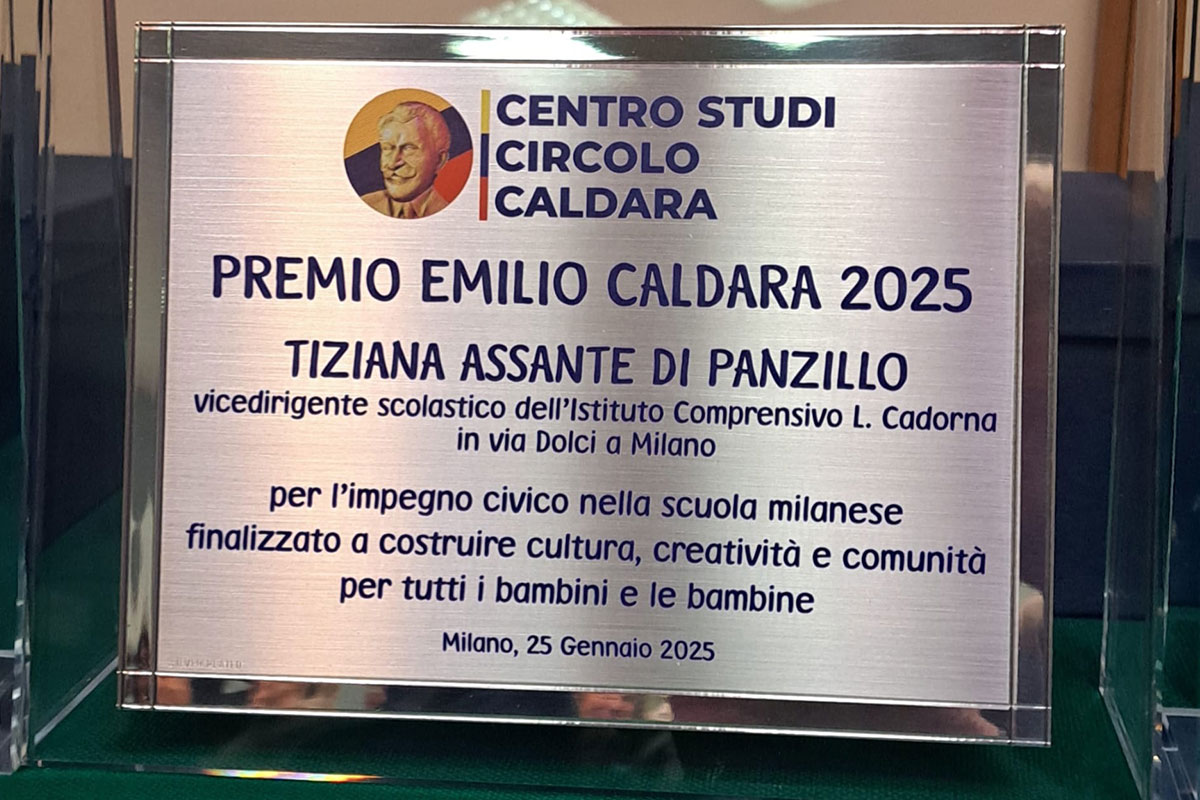 CENTRO STUDI
CIRCOLO
CALDARA
PREMIO EMILIO CALDARA 2025
TIZIANA ASSANTE DI PANZILLO
vicedirigente scolastico dell'Istituto Comprensivo L. Cadorna
in via Dolci a Milano
per l'impegno civico nella scuola milanese
finalizzato a costruire cultura, creatività e comunità
per tutti i bambini e le bambine
Milano, 25 Gennaio 2025